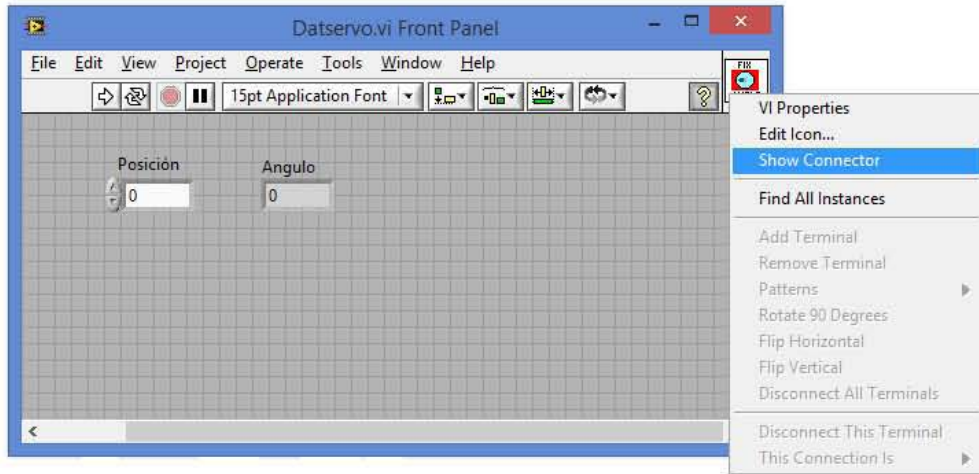 Datservo.vi Front Panel
File Edit View Project Operate Tools Window Help
15pt Application Font
FIX
Posición
0
Angulo
0
VI Properties
Edit Icon...
Show Connector
Find All Instances
Add Terminal
Remove Terminal
Patterns
Rotate 90 Degrees
Flip Horizontal
Flip Vertical
Disconnect All Terminals
Disconnect This Terminal
This Connection Is